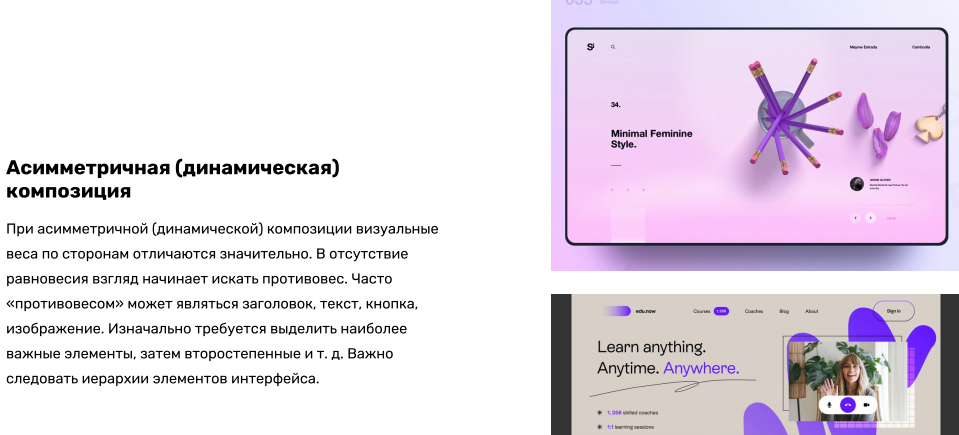 Асимметричная (динамическая)
композиция
При асимметричной (динамической) композиции визуальные
веса по сторонам отличаются значительно. В отсутствие
равновесия взгляд начинает искать противовес. Часто
«противовесом» может являться заголовок, текст, кнопка,
изображение. Изначально требуется выделить наиболее
важные элементы, затем второстепенные и т. д. Важно
следовать иерархии элементов интерфейса.
Design.
Mayme Estrada
Cambodia
34.
Minimal Feminine
Style.
edu.now
Courses
Coaches
Blog
About
Sign in
Learn anything.
Anytime. Anywhere.
1, 256 skilled coaches
1:1 learning sessions